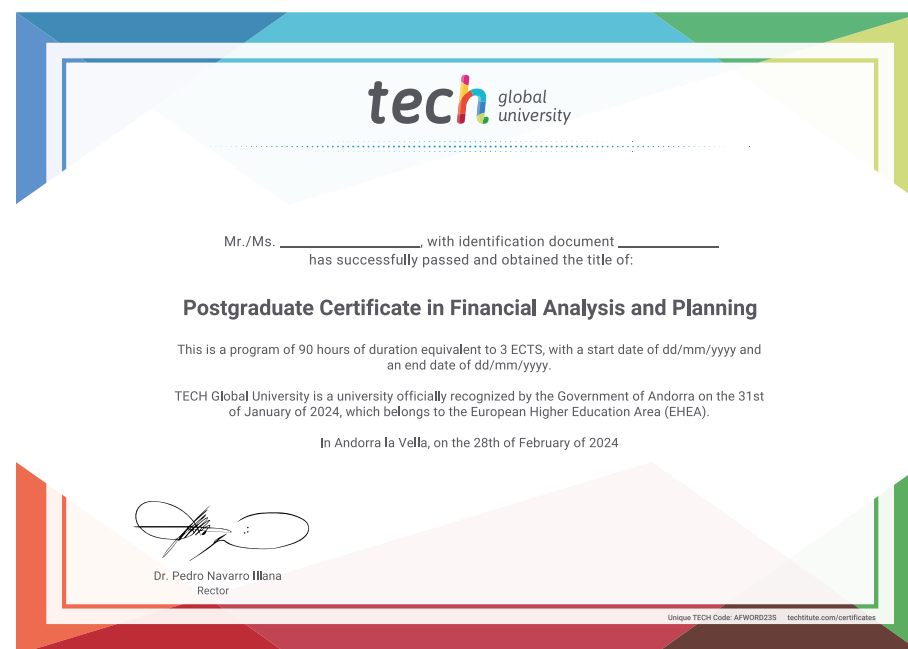 tech global university
Mr./Ms. ____________________, with identification document ______________
has successfully passed and obtained the title of:
Postgraduate Certificate in Financial Analysis and Planning
This is a program of 90 hours of duration equivalent to 3 ECTS, with a start date of dd/mm/yyyy and
an end date of dd/mm/yyyy.
TECH Global University is a university officially recognized by the Government of Andorra on the 31st
of January of 2024, which belongs to the European Higher Education Area (EHEA).
In Andorra la Vella, on the 28th of February of 2024
Dr. Pedro Navarro Illana
Rector
Unique TECH Code: AFWORD23S techtitute.com/certificates